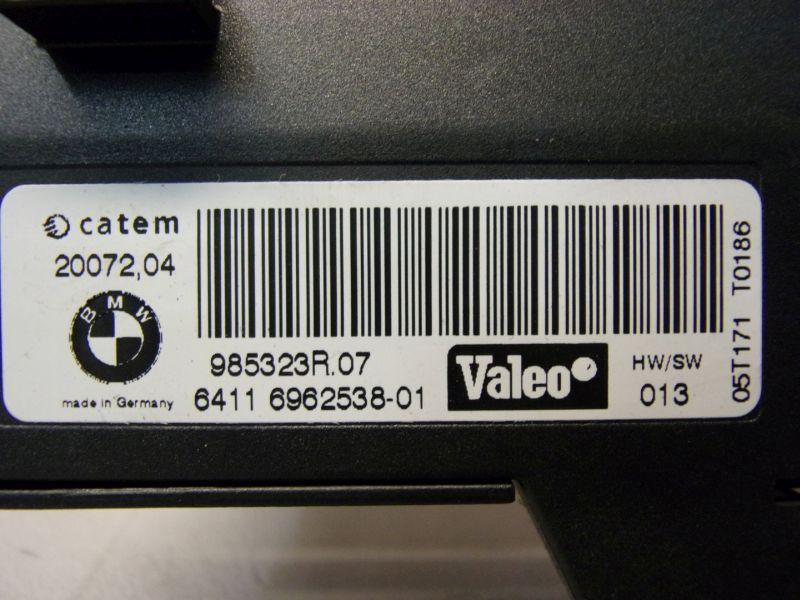 catem
20072,04
BMW
made in Germany
985323R.07
6411 6962538-01
Valeo
HW/SW
013
05T171 T0186